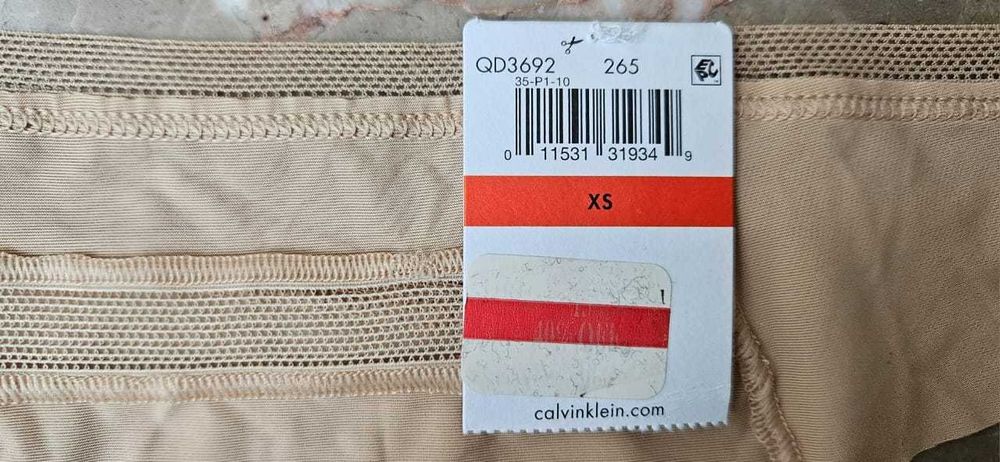 QD3692 265
35-P1-10
0 11531 31934 9
XS
calvinklein.com